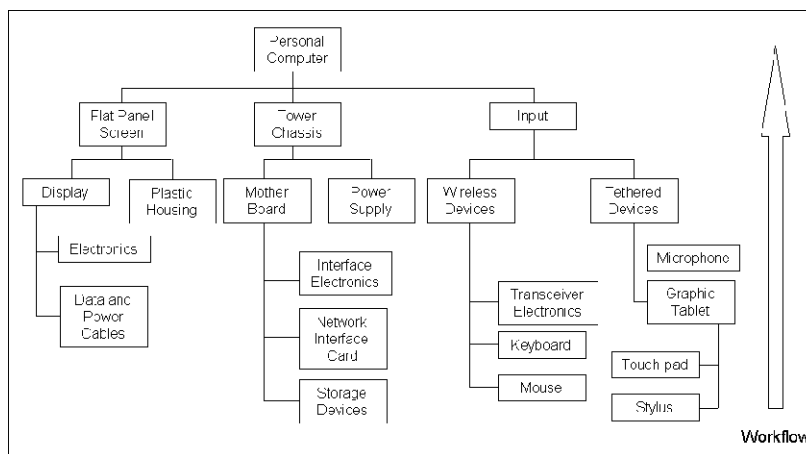 Personal
Computer
Flat Panel
Screen
Tower
Chassis
Input
Display
Plastic
Housing
Mother
Board
Power
Supply
Wireless
Devices
Tethered
Devices
Electronics
Data and
Power
Cables
Interface
Electronics
Network
Interface
Card
Storage
Devices
Transceiver
Electronics
Keyboard
Mouse
Microphone
Graphic
Tablet
Touch pad
Stylus
Workflow